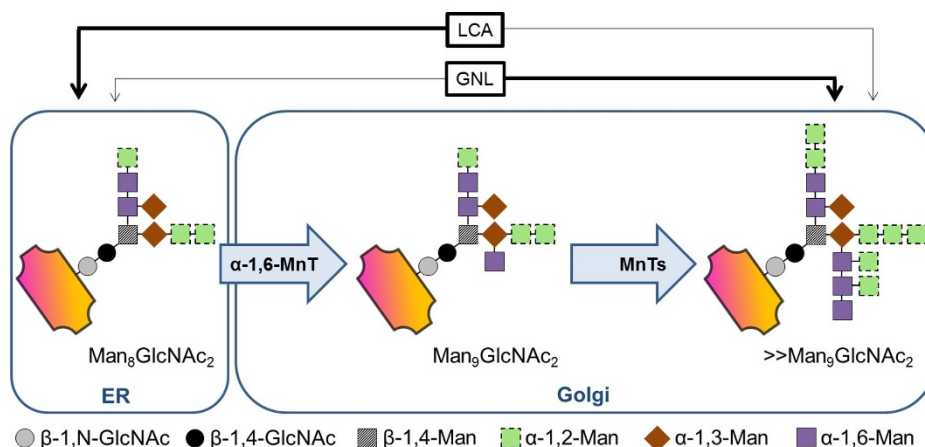 LCA
GNL
α-1,6-MnT
MnTs
Man8GlcNAc2
Man9GlcNAc2
>>Man9GlcNAc2
ER
Golgi
β-1,N-GlcNAc β-1,4-GlcNAc β-1,4-Man α-1,2-Man α-1,3-Man α-1,6-Man